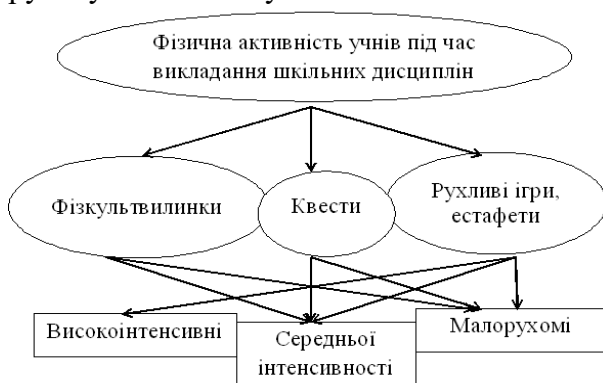 Фізична активність учнів під час
викладання шкільних дисциплін
Фізкультвилинки
Квести
Рухливі ігри,
естафети
Високоінтенсивні
Середньої
інтенсивності
Малорухомі